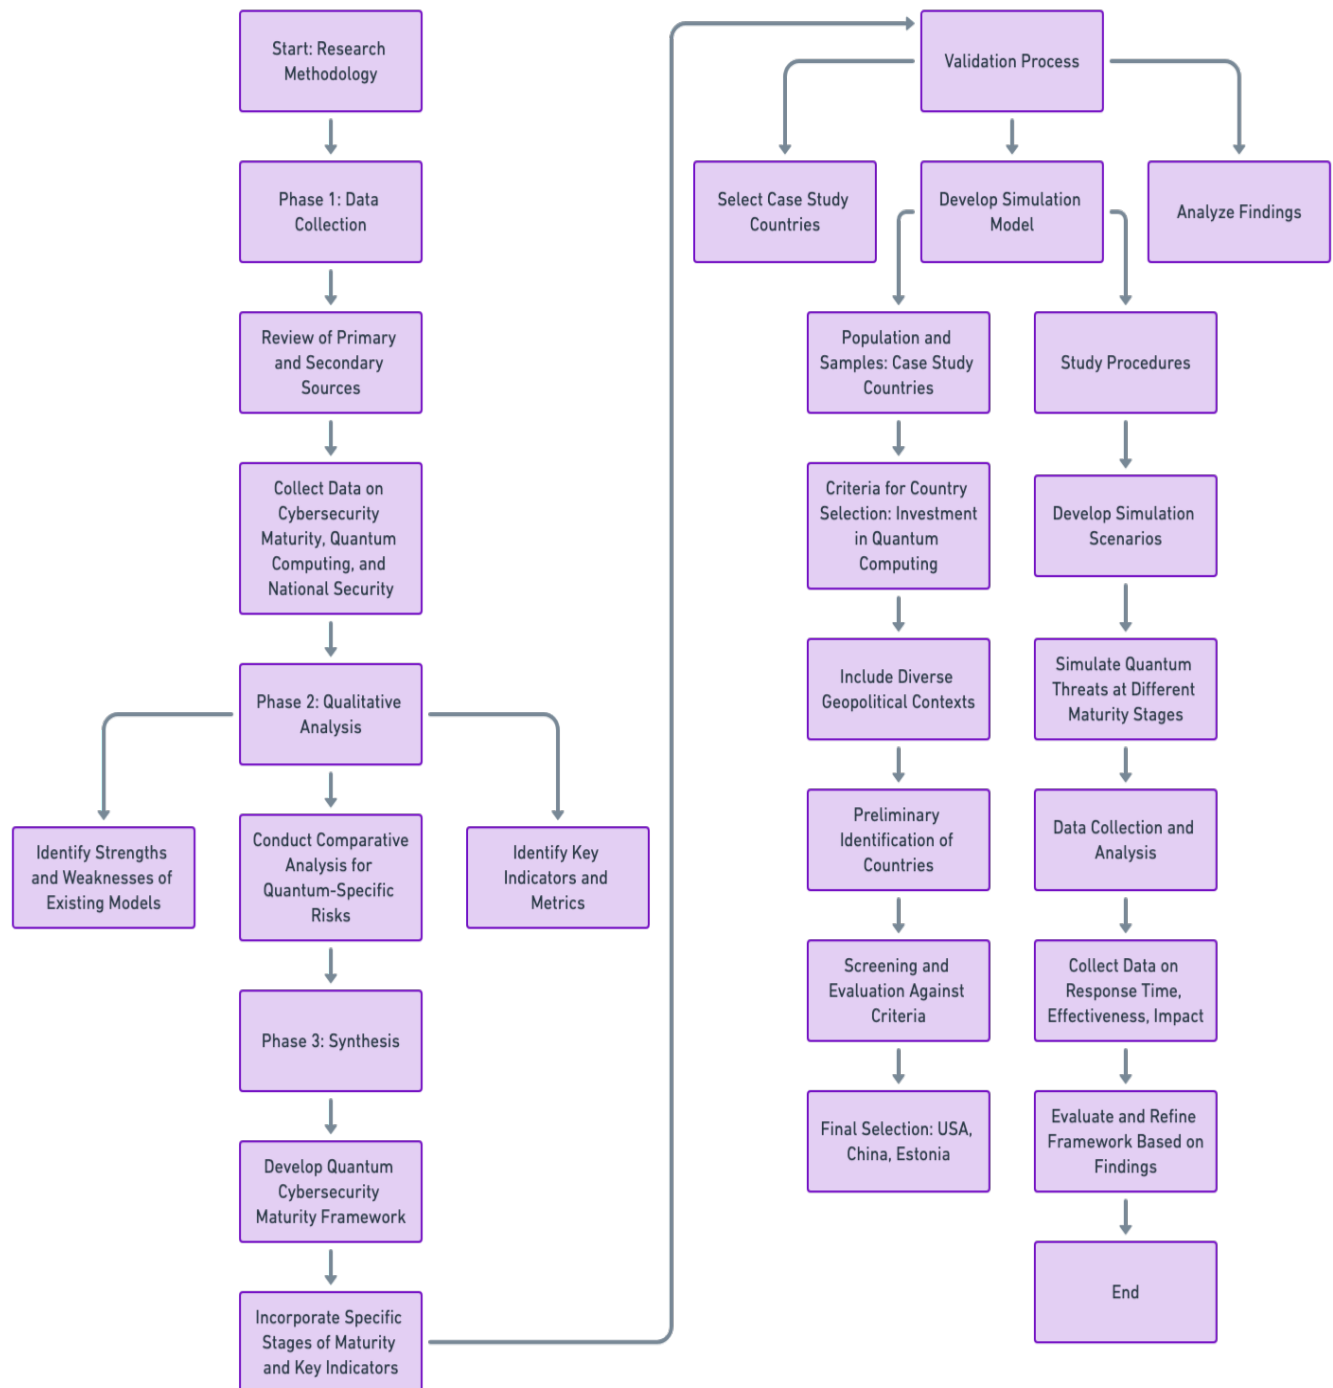 Start: Research
Methodology
Phase 1: Data
Collection
Review of Primary
and Secondary
Sources
Collect Data on
Cybersecurity
Maturity, Quantum
Computing, and
National Security
Phase 2: Qualitative
Analysis
Identify Strengths
and Weaknesses of
Existing Models
Conduct Comparative
Analysis for
Quantum-Specific
Risks
Identify Key
Indicators and
Metrics
Phase 3: Synthesis
Develop Quantum
Cybersecurity
Maturity Framework
Incorporate Specific
Stages of Maturity
and Key Indicators
Validation Process
Select Case Study
Countries
Develop Simulation
Model
Analyze Findings
Population and
Samples: Case Study
Countries
Criteria for Country
Selection: Investment
in Quantum
Computing
Include Diverse
Geopolitical Contexts
Preliminary
Identification of
Countries
Screening and
Evaluation Against
Criteria
Final Selection: USA,
China, Estonia
Study Procedures
Develop Simulation
Scenarios
Simulate Quantum
Threats at Different
Maturity Stages
Data Collection and
Analysis
Collect Data on
Response Time,
Effectiveness, Impact
Evaluate and Refine
Framework Based on
Findings
End